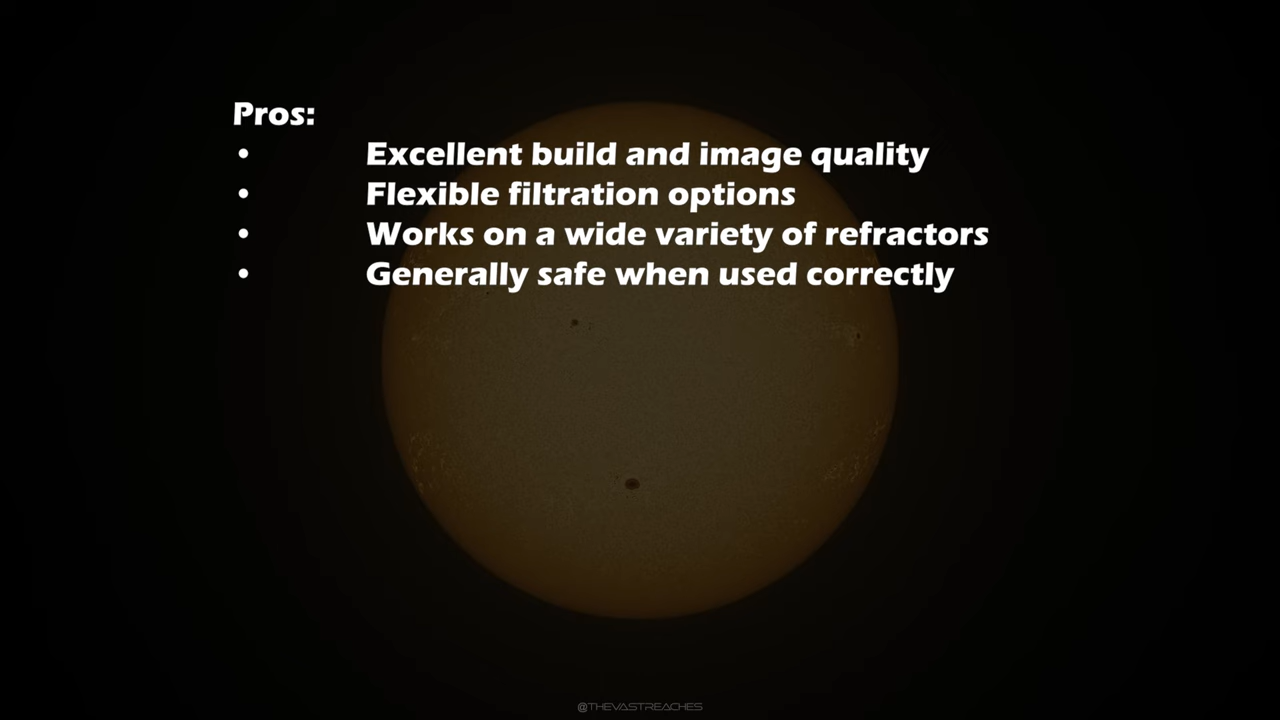 Pros:
• Excellent build and image quality
• Flexible filtration options
• Works on a wide variety of refractors
• Generally safe when used correctly
@THEVASTREACHES